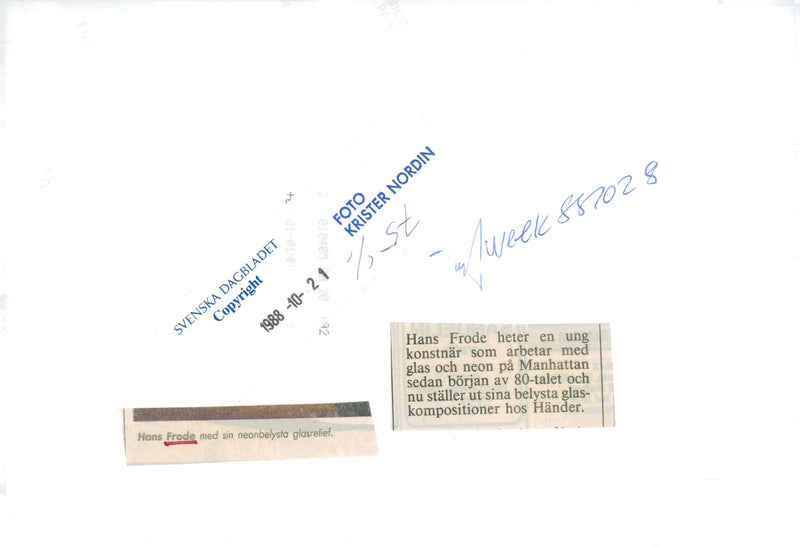 SVENSKA DAGBLADET
Copyright
1988-10-21
FOTO
KRISTER NORDIN
week 881028
Hans Frode heter en ung
konstnär som arbetar med
glas och neon på Manhattan
sedan början av 80-talet och
nu ställer ut sina belysta glas-
kompositioner hos Händer.
Hans Frode med sin neonbelysta glasrelief.